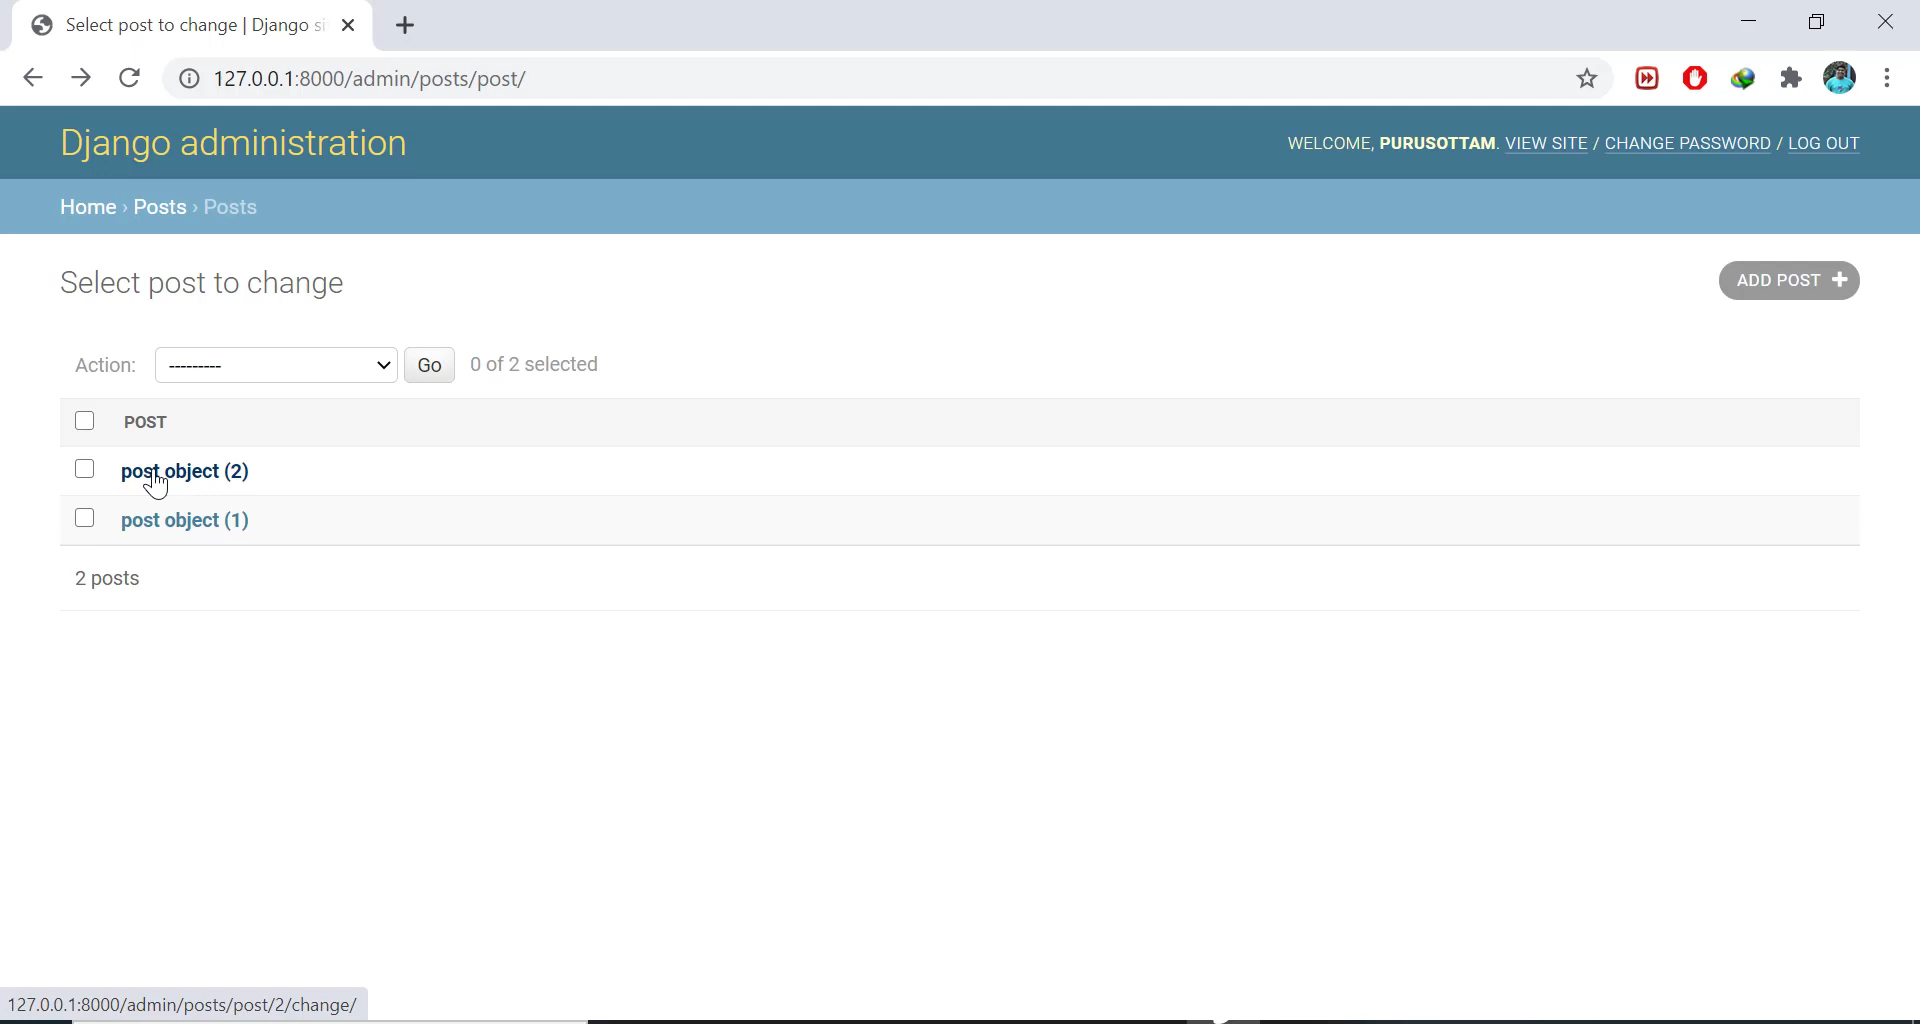 Select post to change | Django si
127.0.0.1:8000/admin/posts/post/
Django administration
WELCOME, PURUSOTTAM. VIEW SITE / CHANGE PASSWORD / LOG OUT
Home › Posts › Posts
Select post to change
ADD POST +
Action: --------- Go 0 of 2 selected
POST
post object (2)
post object (1)
2 posts
127.0.0.1:8000/admin/posts/post/2/change/